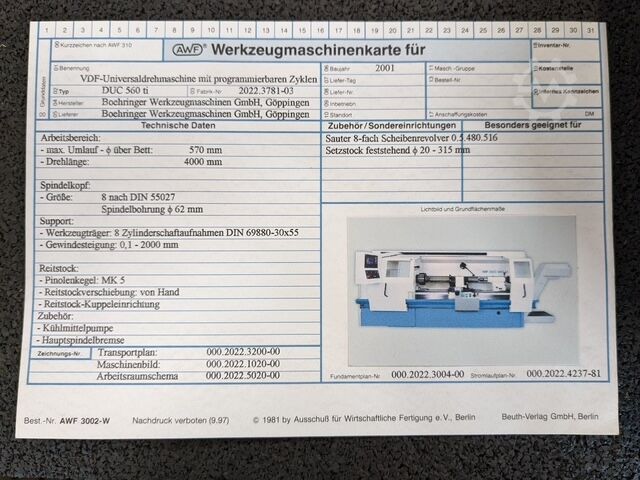 1 2 3 4 5 6 7 8 9 10 11 12 13 14 15 16 17 18 19 20 21 22 23 24 25 26 27 28 29 30 31
Kurzzeichen nach AWF 310
AWF® Werkzeugmaschinenkarte für
Inventar-Nr.
Grunddaten
Benennung
VDF-Universaldrehmaschine mit programmierbaren Zyklen
Baujahr 2001
Masch.-Gruppe
Kostenstelle
Typ DUC 560 ti
Fabrik-Nr. 2022.3781-03
Liefer-Tag
Bestell-Nr.
Internes Kennzeichen
Hersteller Boehringer Werkzeugmaschinen GmbH, Göppingen
Liefer-Nr.
Inbetriebn.
Lieferer Boehringer Werkzeugmaschinen GmbH, Göppingen
Standort
Anschaffungskosten DM
Technische Daten
Zubehör/Sondereinrichtungen
Besonders geeignet für
Arbeitsbereich:
- max. Umlauf - ϕ über Bett: 570 mm
- Drehlänge: 4000 mm
Sauter 8-fach Scheibenrevolver 0.5.480.516
Setzstock feststehend ϕ 20 - 315 mm
Spindelkopf:
- Größe: 8 nach DIN 55027
Spindelbohrung ϕ 62 mm
Support:
- Werkzeugträger: 8 Zylinderschaftaufnahmen DIN 69880-30x55
- Gewindesteigung: 0,1 - 2000 mm
Reitstock:
- Pinolenkegel: MK 5
- Reitstockverschiebung: von Hand
- Reitstock-Kuppeleinrichtung
Zubehör:
- Kühlmittelpumpe
- Hauptspindelbremse
Lichtbild und Grundflächenmaße
Zeichnungs-Nr.
Transportplan: 000.2022.3200-00
Maschinenbild: 000.2022.1020-00
Arbeitsraumschema 000.2022.5020-00
Fundamentplan-Nr 000.2022.3004-00
Stromlaufplan-Nr. 000.2022.4237-81
Best.-Nr. AWF 3002-W
Nachdruck verboten (9.97)
© 1981 by Ausschuß für Wirtschaftliche Fertigung e.V., Berlin
Beuth-Verlag GmbH, Berlin